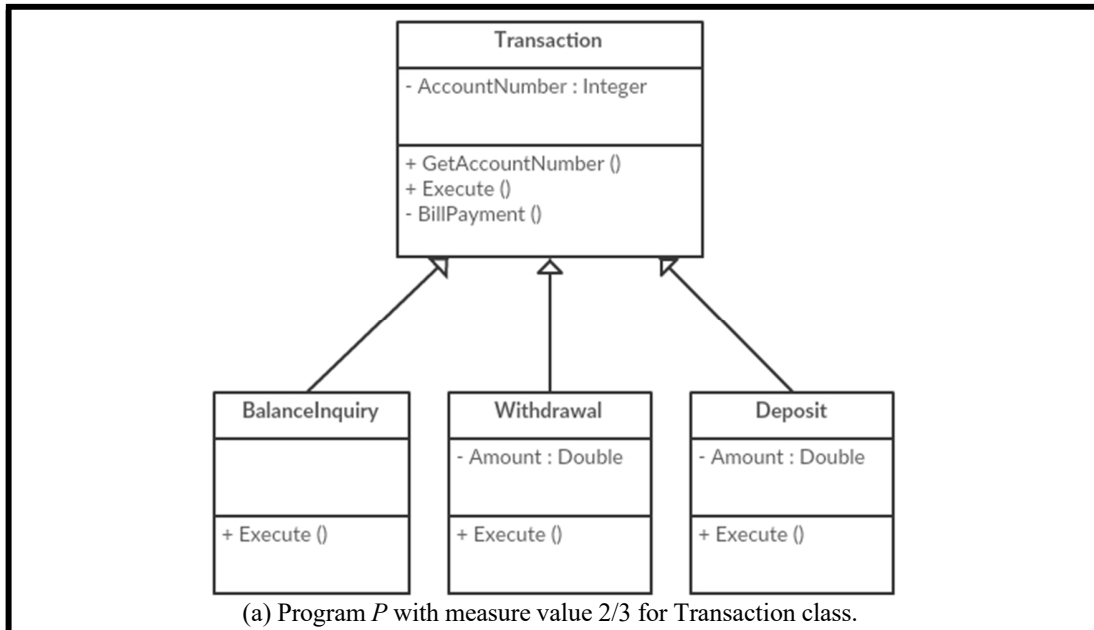 Transaction
- AccountNumber : Integer
+ GetAccountNumber ()
+ Execute ()
- BillPayment ()
BalanceInquiry
+ Execute ()
Withdrawal
- Amount : Double
+ Execute ()
Deposit
- Amount : Double
+ Execute ()
(a) Program P with measure value 2/3 for Transaction class.